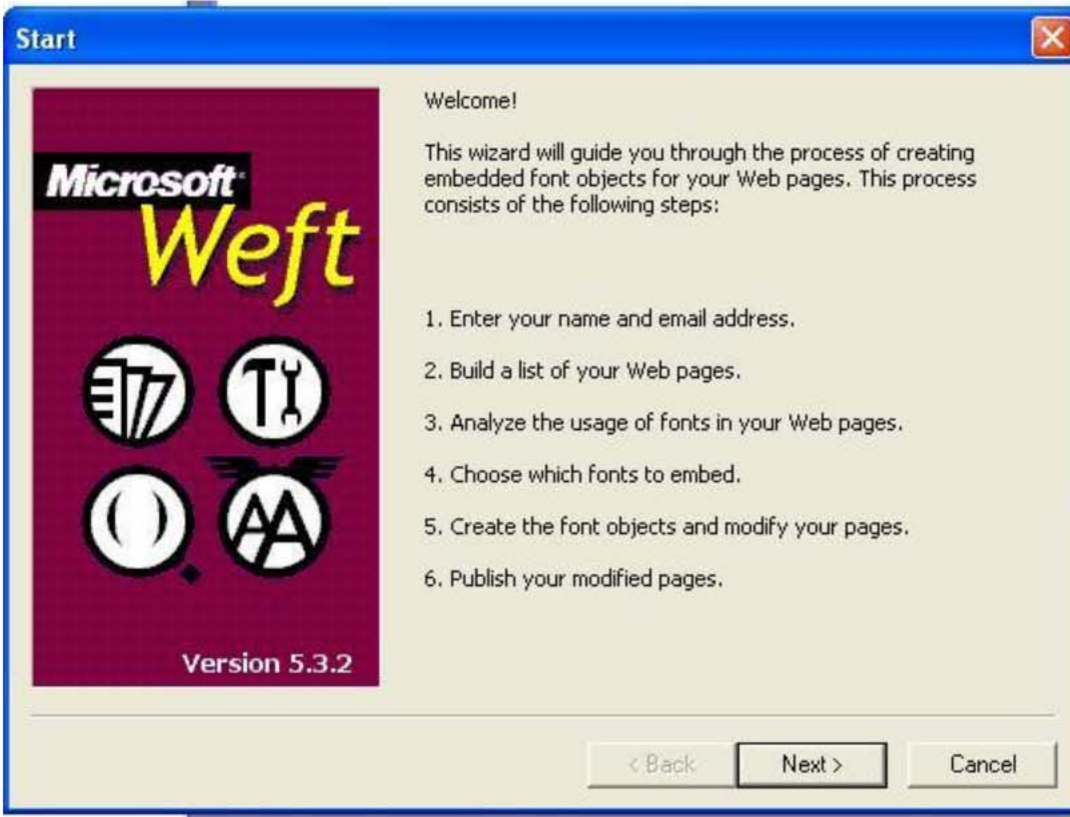 Start
Microsoft
Weft
Version 5.3.2
Welcome!
This wizard will guide you through the process of creating
embedded font objects for your Web pages. This process
consists of the following steps:
1. Enter your name and email address.
2. Build a list of your Web pages.
3. Analyze the usage of fonts in your Web pages.
4. Choose which fonts to embed.
5. Create the font objects and modify your pages.
6. Publish your modified pages.
< Back
Next >
Cancel